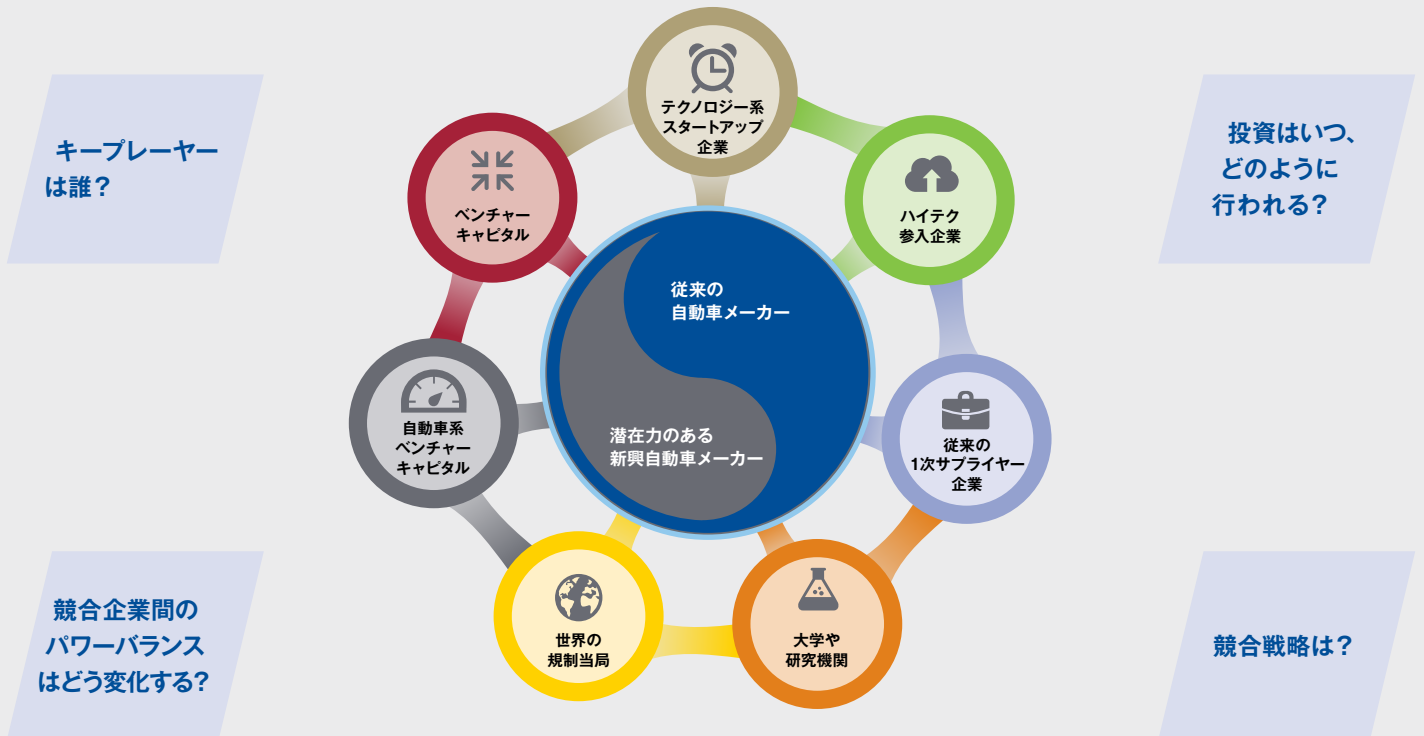 キープレーヤー
は誰？
投資はいつ、
どのように
行われる？
テクノロジー系
スタートアップ
企業
ベンチャー
キャピタル
ハイテク
参入企業
従来の
自動車メーカー
潜在力のある
新興自動車メーカー
自動車系
ベンチャー
キャピタル
従来の
1次サプライヤー
企業
世界の
規制当局
大学や
研究機関
競合企業間の
パワーバランス
はどう変化する？
競合戦略は？